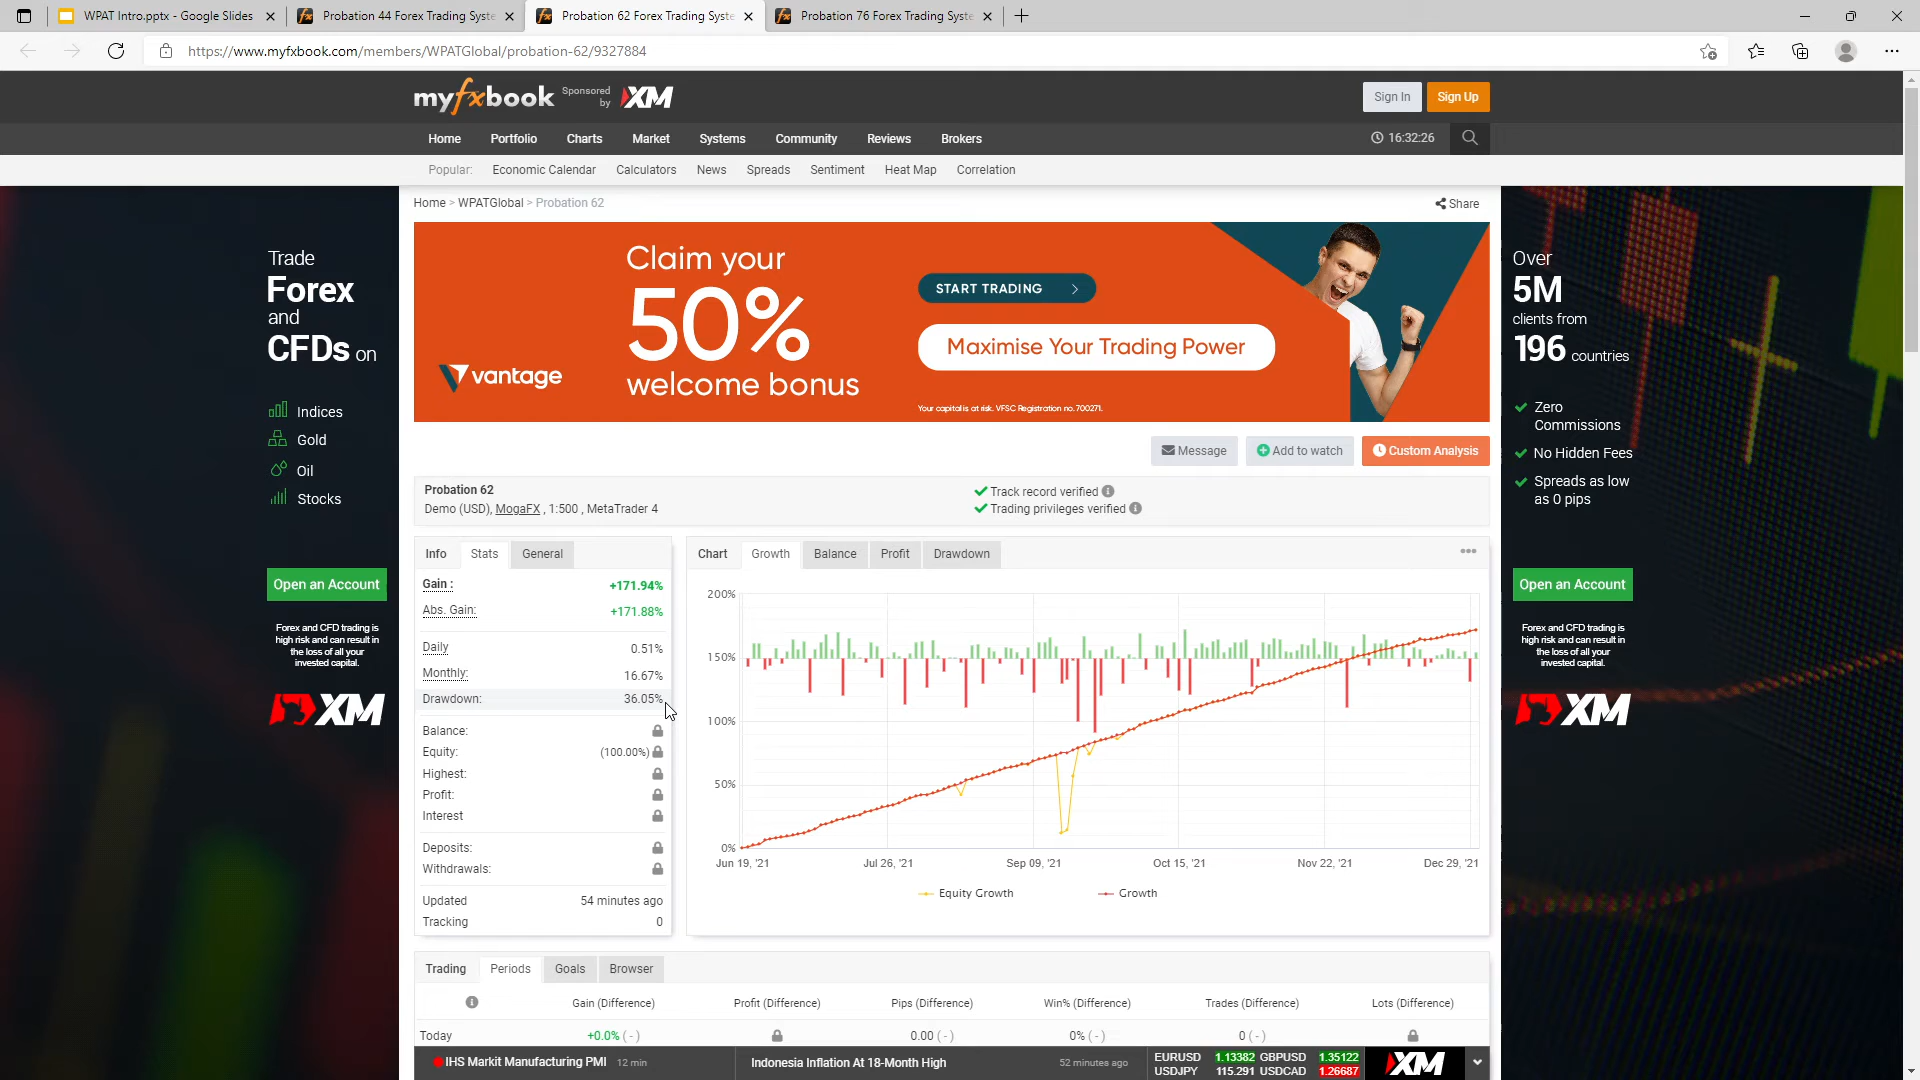 WPAT Intro.pptx - Google Slides
Probation 44 Forex Trading Syste
Probation 62 Forex Trading Syste
Probation 76 Forex Trading Syste
https://www.myfxbook.com/members/WPATGlobal/probation-62/9327884
myfxbook Sponsored by XM
Sign In Sign Up
Home Portfolio Charts Market Systems Community Reviews Brokers 16:32:26
Popular: Economic Calendar Calculators News Spreads Sentiment Heat Map Correlation
Home > WPATGlobal > Probation 62
Share
Trade
Forex
and
CFDs on
Indices
Gold
Oil
Stocks
Open an Account
Forex and CFD trading is
high risk and can result in
the loss of all your
invested capital.
XM
Claim your
50%
welcome bonus
vantage
START TRADING
Maximise Your Trading Power
Your capital is at risk. VFSC Registration no. 700271.
Over
5M
clients from
196 countries
Zero
Commissions
No Hidden Fees
Spreads as low
as 0 pips
Open an Account
Forex and CFD trading is
high risk and can result in
the loss of all your
invested capital.
XM
Message Add to watch Custom Analysis
Probation 62
Demo (USD), MogaFX , 1:500 , MetaTrader 4
Track record verified
Trading privileges verified
Info Stats General
Gain : +171.94%
Abs. Gain: +171.88%
Daily 0.51%
Monthly: 16.67%
Drawdown: 36.05%
Balance:
Equity: (100.00%)
Highest:
Profit:
Interest
Deposits:
Withdrawals:
Updated 54 minutes ago
Tracking 0
Chart Growth Balance Profit Drawdown
200%
150%
100%
50%
0%
Jun 19, '21 Jul 26, '21 Sep 09, '21 Oct 15, '21 Nov 22, '21 Dec 29, '21
Equity Growth Growth
Trading Periods Goals Browser
Gain (Difference) Profit (Difference) Pips (Difference) Win% (Difference) Trades (Difference) Lots (Difference)
Today +0.0% ( - ) 0.00 ( - ) 0% ( - ) 0 ( - )
IHS Markit Manufacturing PMI 12 min
Indonesia Inflation At 18-Month High 52 minutes ago
EURUSD 1.13382 GBPUSD 1.35122
USDJPY 115.291 USDCAD 1.26687
XM